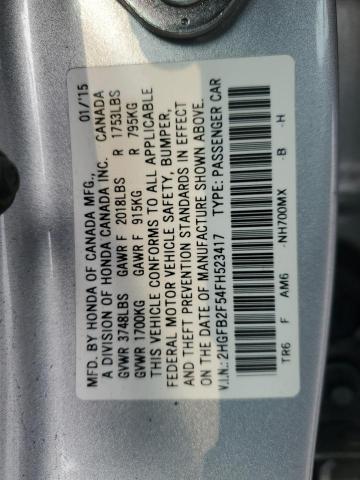 MFD. BY HONDA OF CANADA MFG., 01/'15
A DIVISION OF HONDA CANADA INC. CANADA
GVWR 3748LBS GAWR F 2018LBS R 1753LBS
GVWR 1700KG GAWR F 915KG R 795KG
THIS VEHICLE CONFORMS TO ALL APPLICABLE
FEDERAL MOTOR VEHICLE SAFETY, BUMPER,
AND THEFT PREVENTION STANDARDS IN EFFECT
ON THE DATE OF MANUFACTURE SHOWN ABOVE.
V.I.N.: 2HGFB2F54FH523417 TYPE: PASSENGER CAR
TR6 F AM6 -NH700MX -B -H